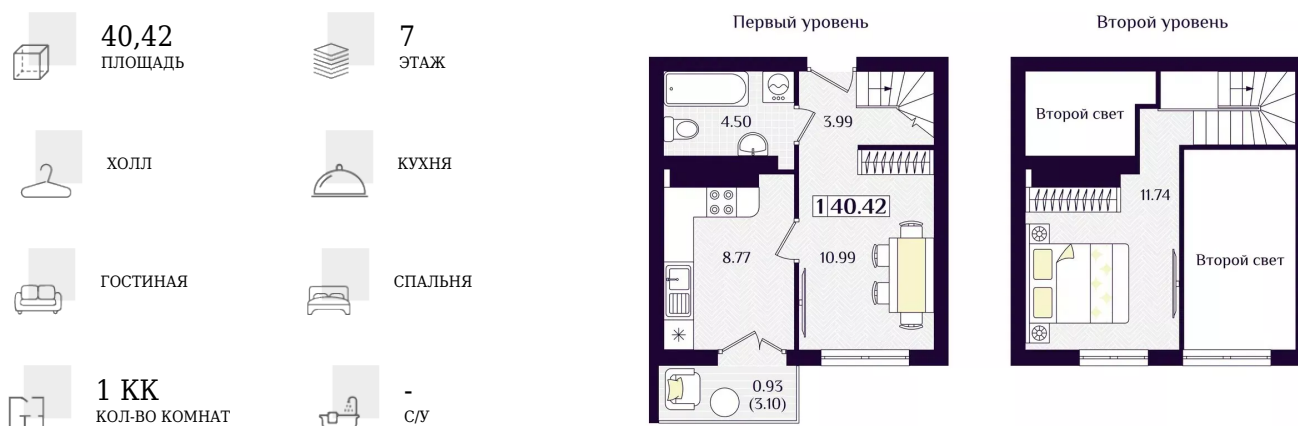 40,42
ПЛОЩАДЬ
7
ЭТАЖ
ХОЛЛ
КУХНЯ
ГОСТИНАЯ
СПАЛЬНЯ
1 КК
КОЛ-ВО КОМНАТ
-
С/У
Первый уровень
4.50
3.99
1 40.42
8.77
10.99
0.93
(3.10)
Второй уровень
Второй свет
11.74
Второй свет